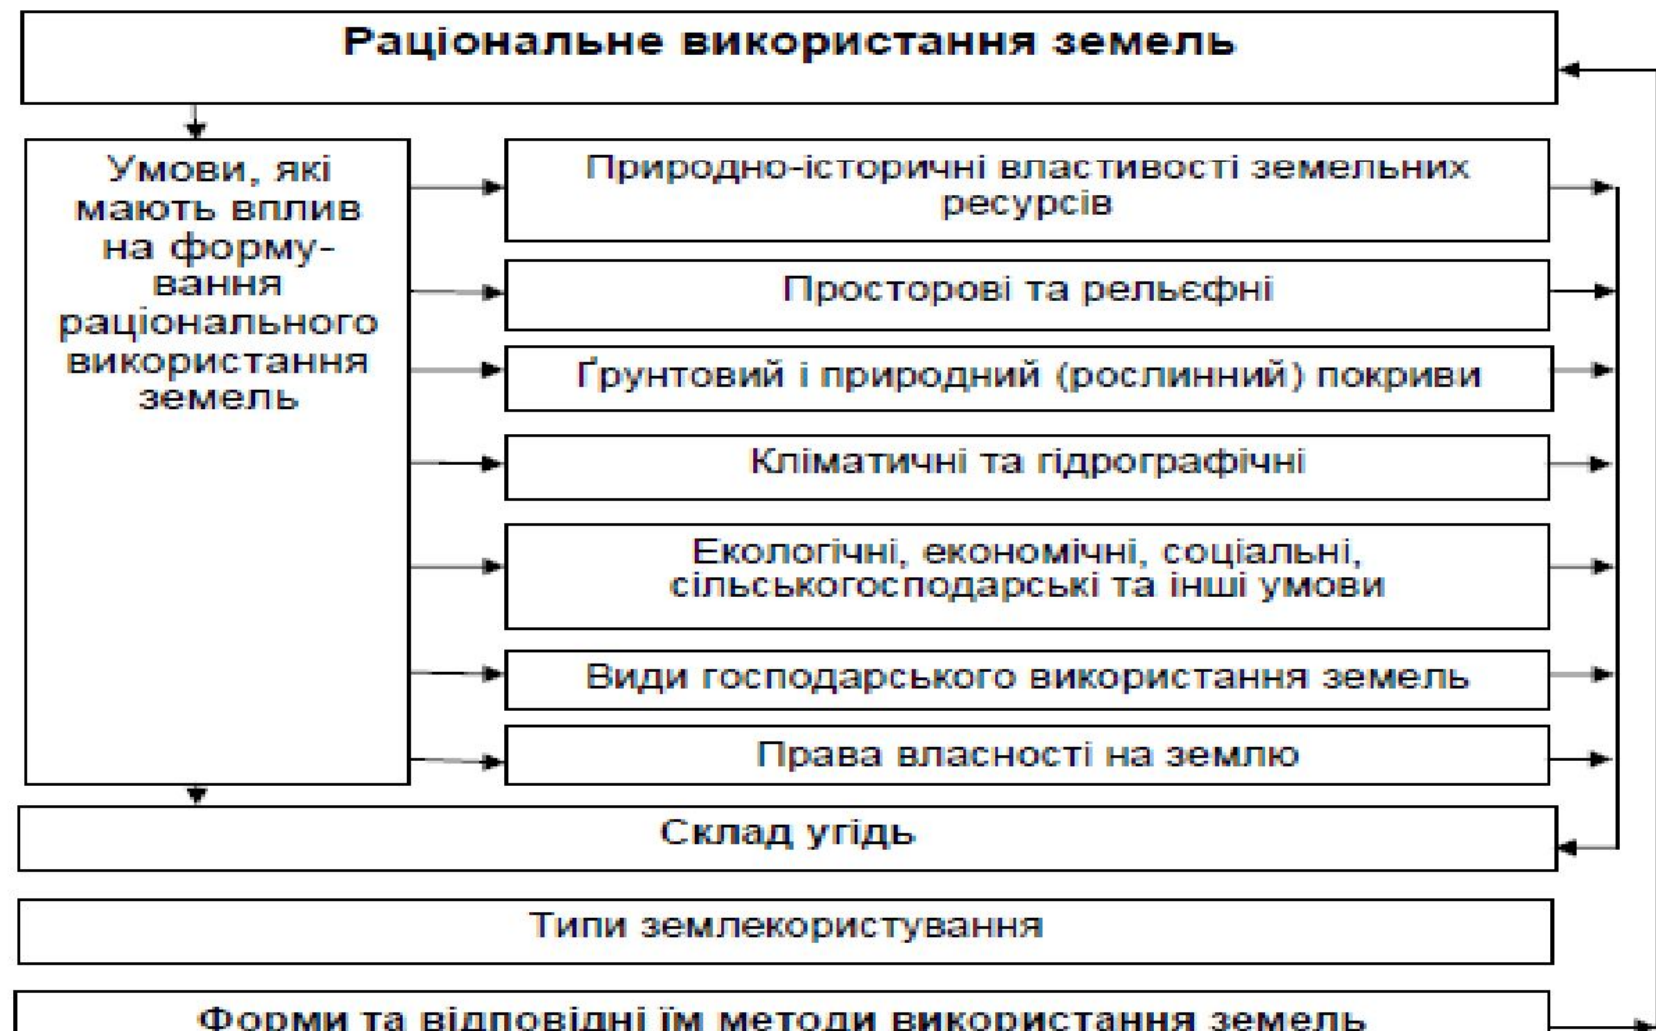 Раціональне використання земель
Умови, які
мають вплив
на форму-
вання
раціонального
використання
земель
Природно-історичні властивості земельних
ресурсів
Просторові та рельєфні
Ґрунтовий і природний (рослинний) покриви
Кліматичні та гідрографічні
Екологічні, економічні, соціальні,
сільськогосподарські та інші умови
Види господарського використання земель
Права власності на землю
Склад угідь
Типи землекористування
Форми та відповідні їм методи використання земель